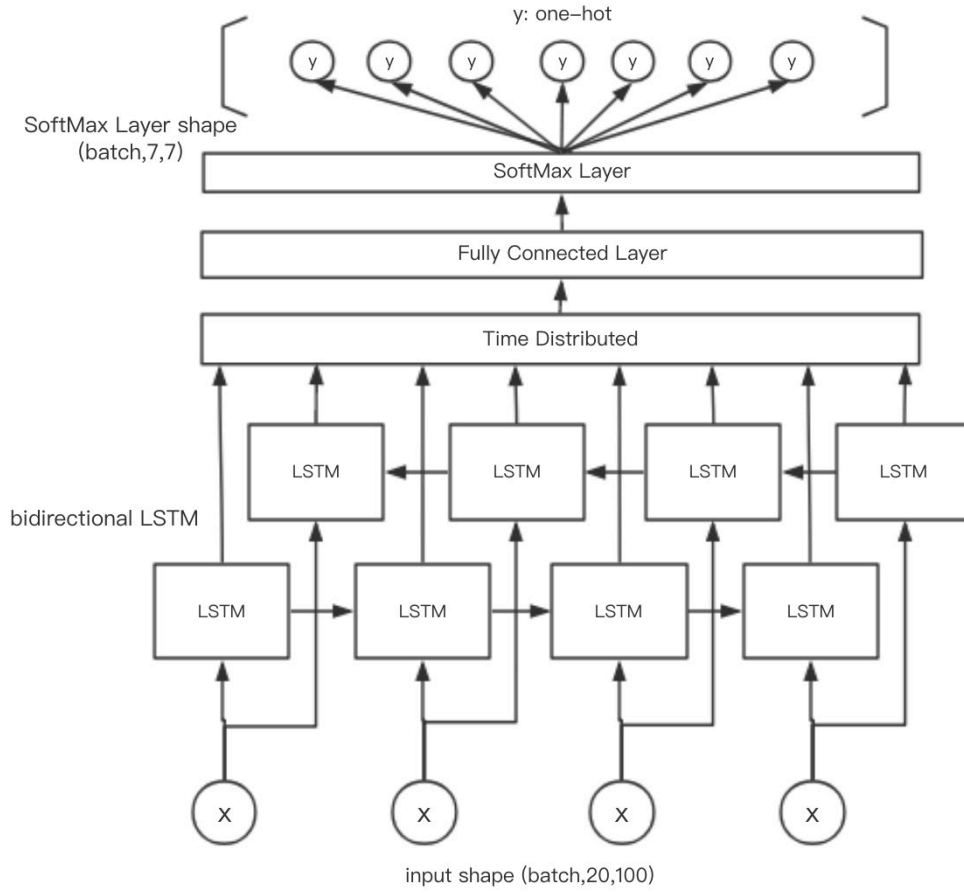 y: one-hot
y y y y y y y
SoftMax Layer shape
(batch,7,7)
SoftMax Layer
Fully Connected Layer
Time Distributed
LSTM LSTM LSTM LSTM
bidirectional LSTM
LSTM LSTM LSTM LSTM
X X X X
input shape (batch,20,100)